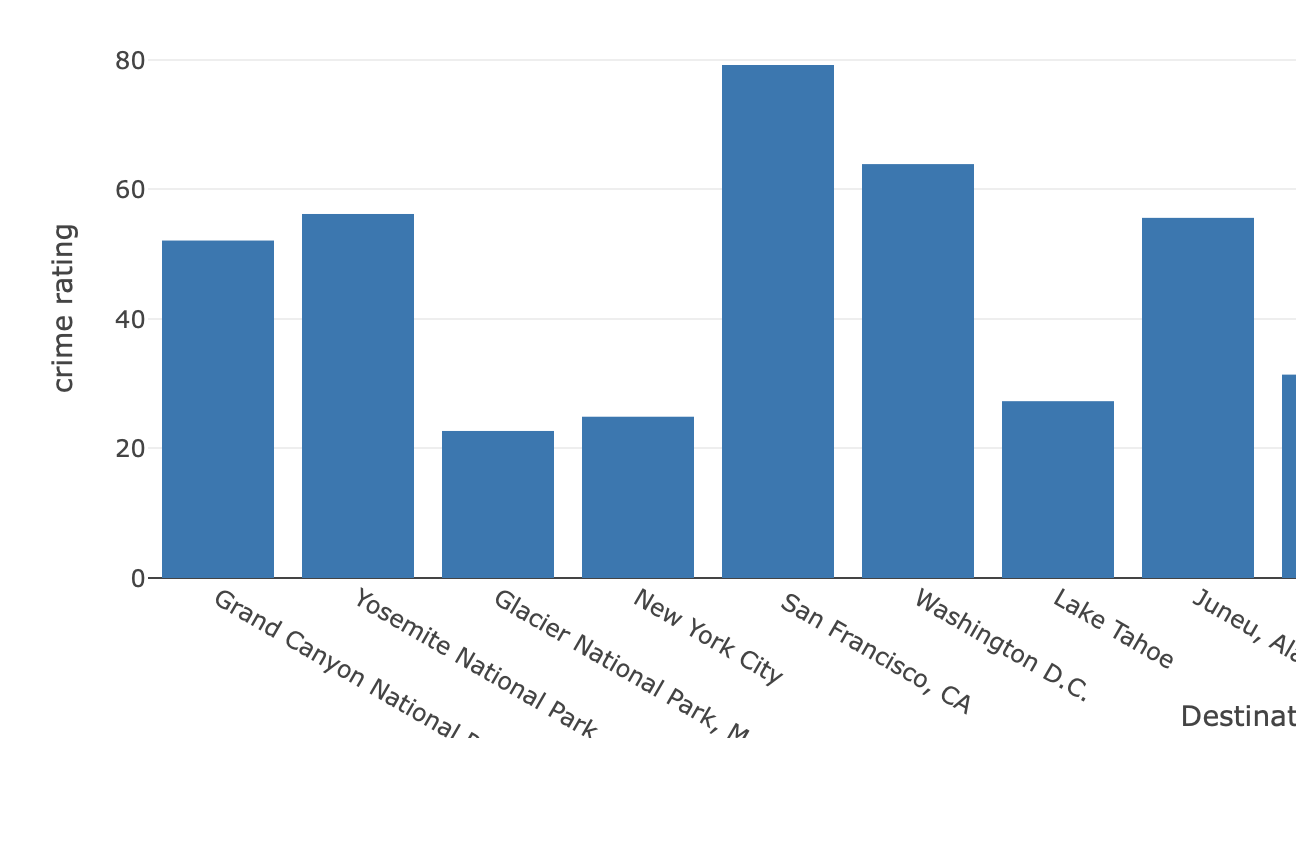 80
60
40
20
0
crime rating
Grand Canyon National
Yosemite National Park
Glacier National Park,
New York City
San Francisco, CA
Washington D.C.
Lake Tahoe
Juneu,